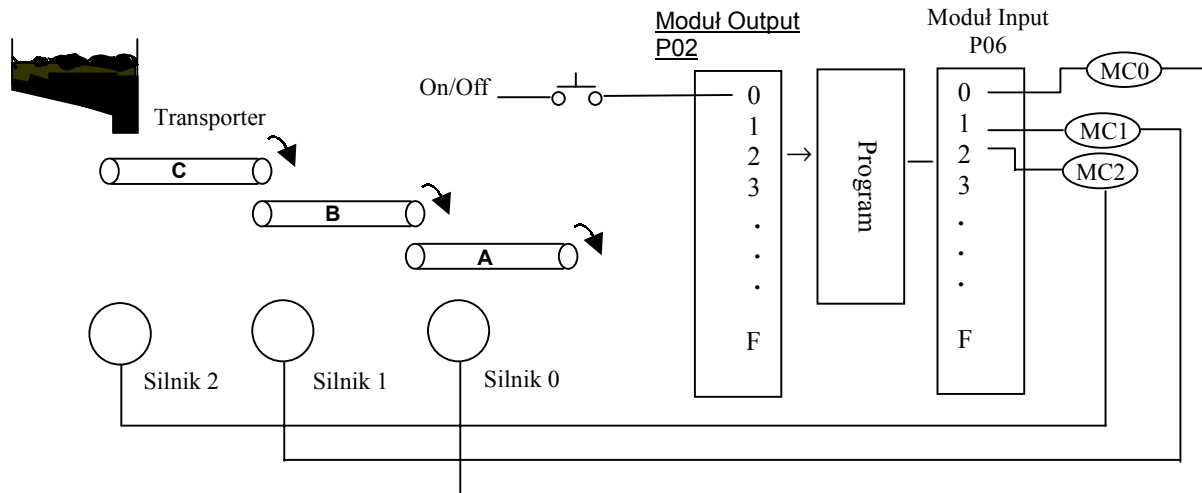 Moduł Output
P02
Moduł Input
P06
On/Off
Transporter
C
B
A
0
1
2
3
.
.
.
F
Program
0
1
2
3
.
.
.
F
MC0
MC1
MC2
Silnik 2
Silnik 1
Silnik 0